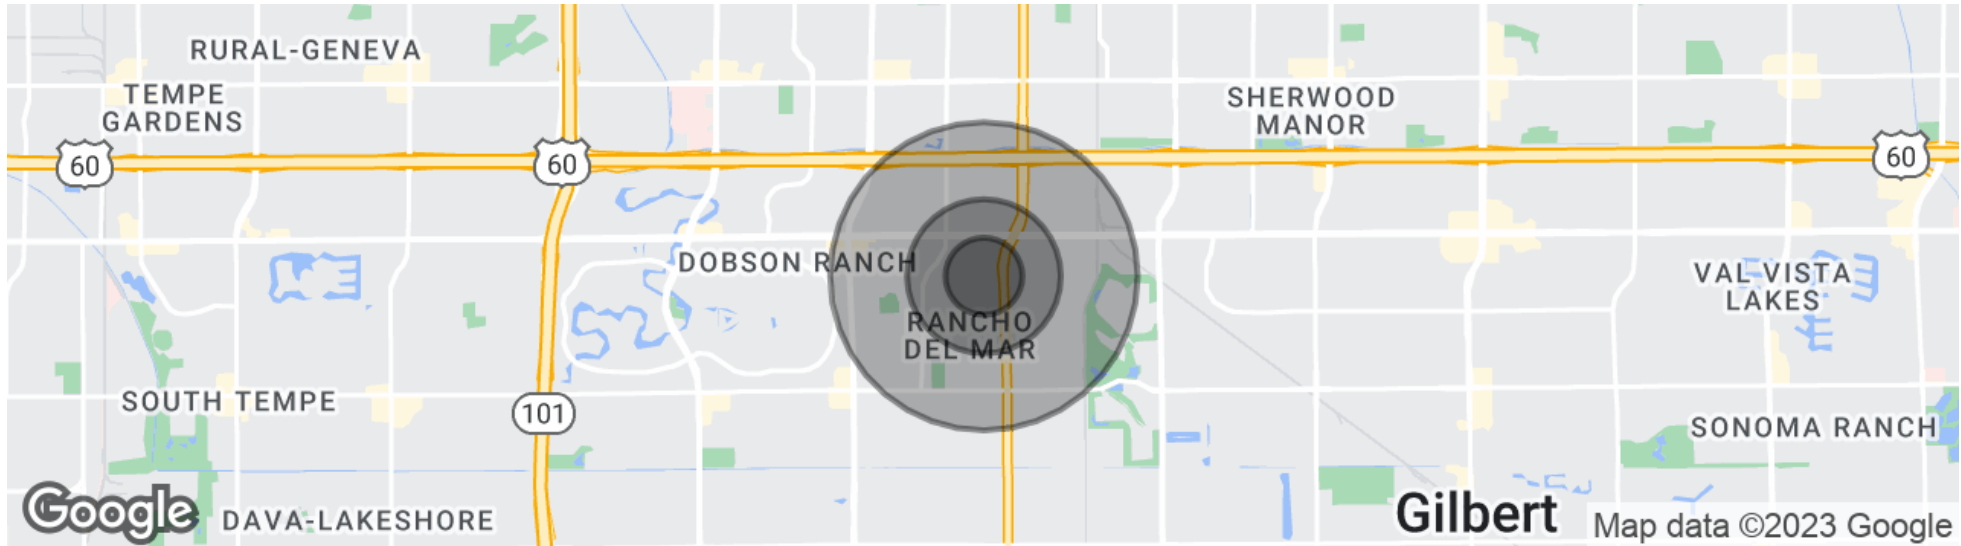 RURAL-GENEVA
TEMPE
GARDENS
SHERWOOD
MANOR
60
60
60
DOBSON RANCH
VAL VISTA
LAKES
RANCHO
DEL MAR
SOUTH TEMPE
101
SONOMA RANCH
Google
DAVA-LAKESHORE
Gilbert
Map data ©2023 Google